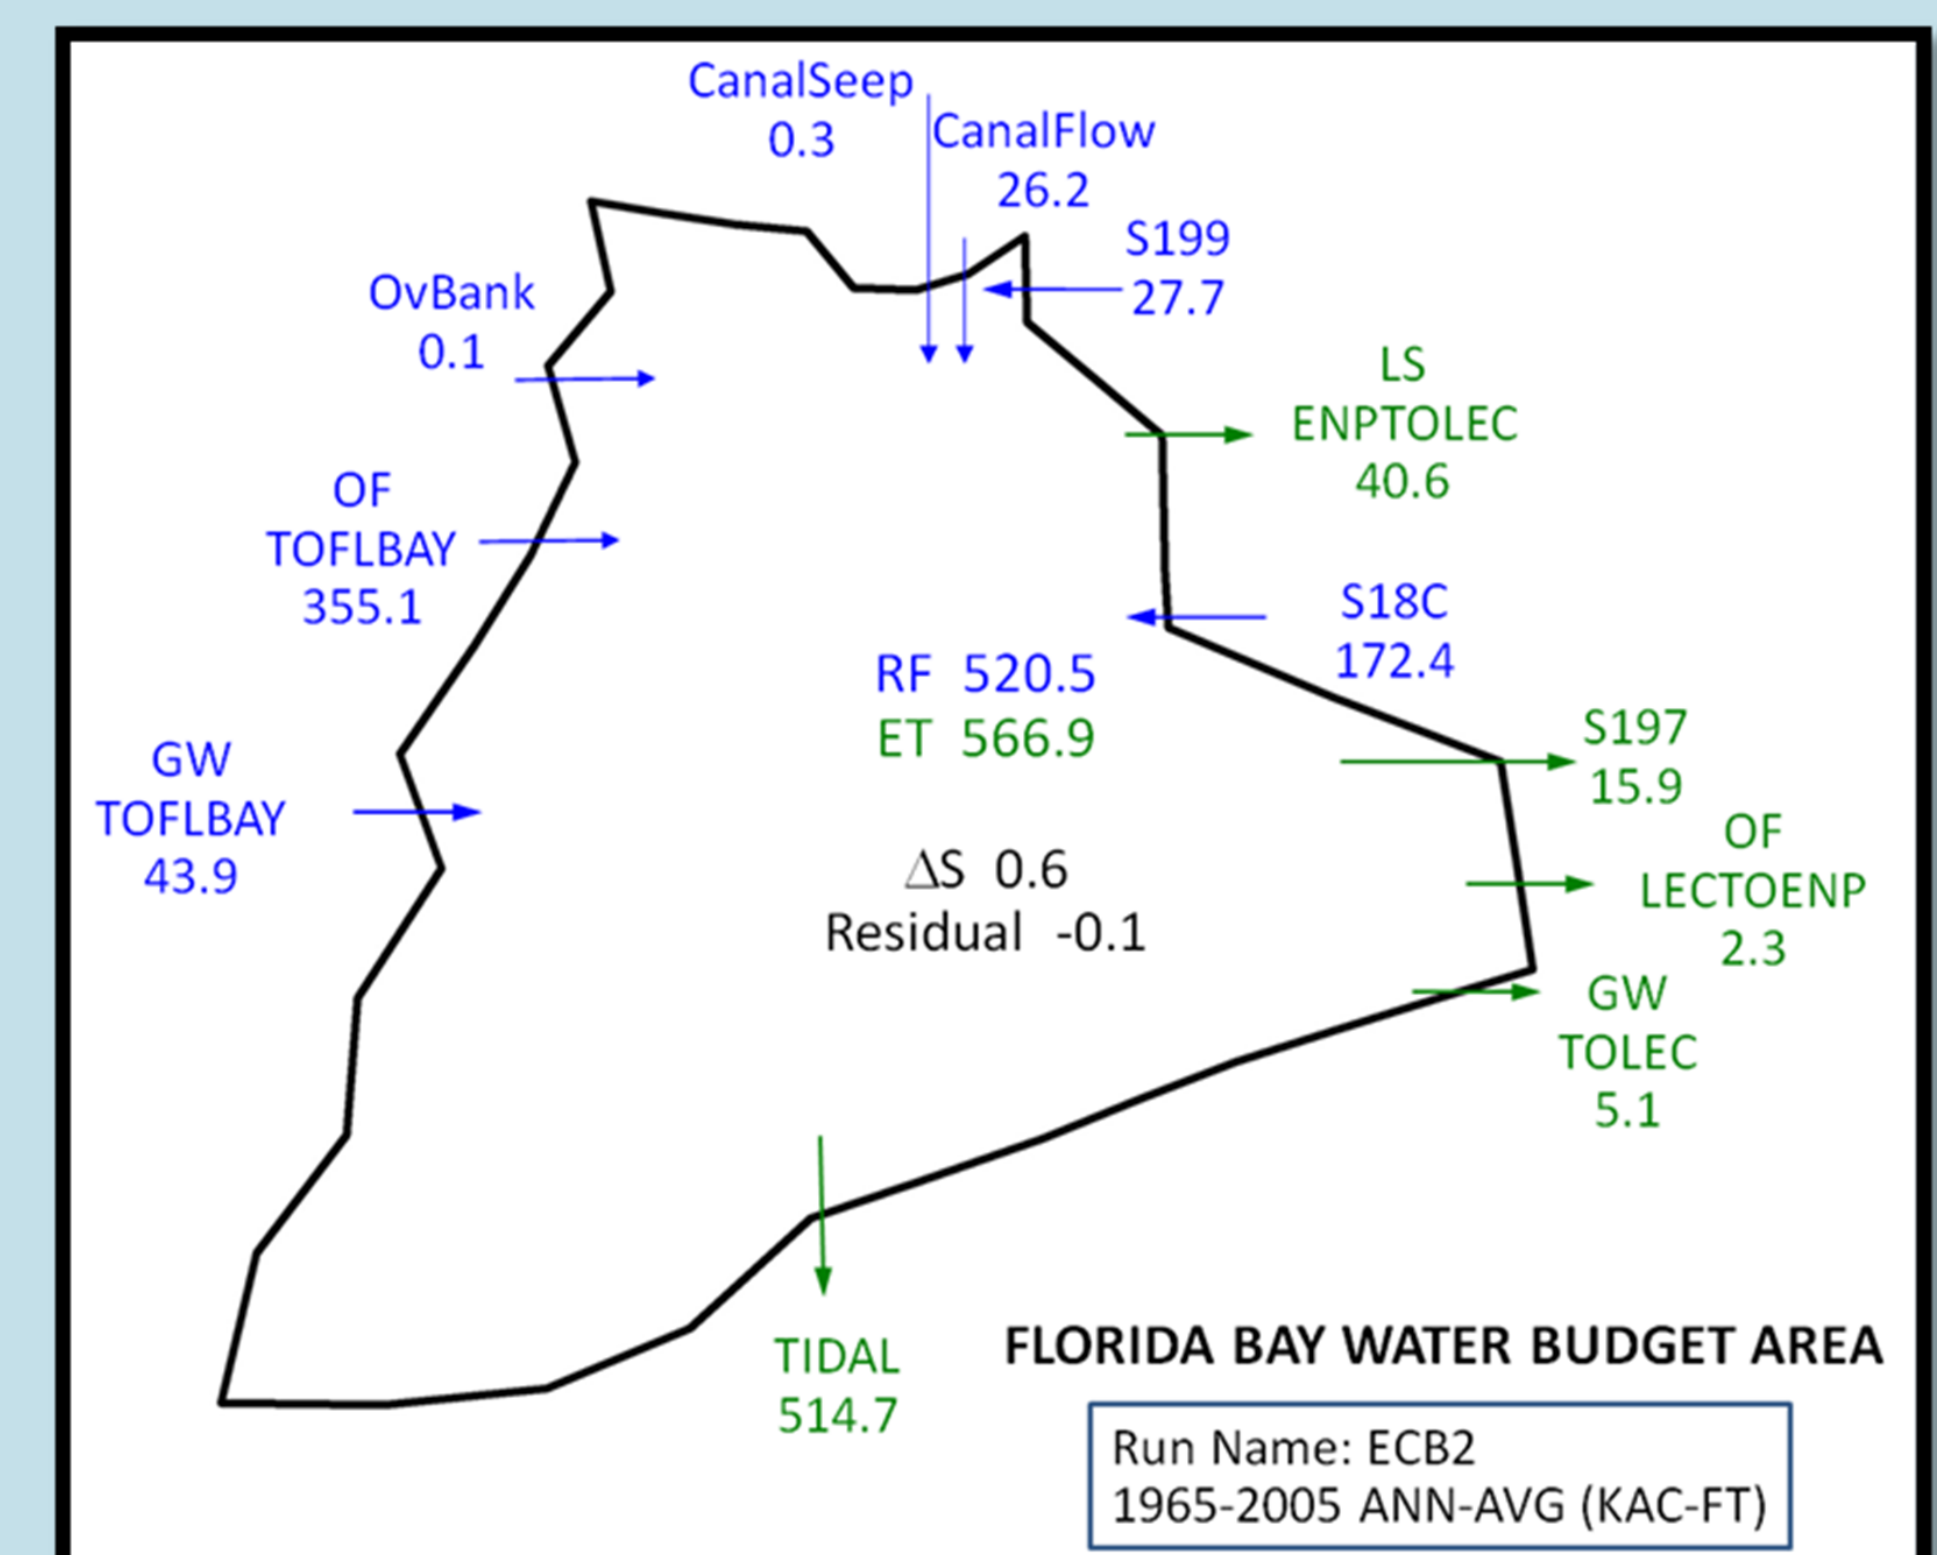 CanalSeep
0.3
CanalFlow
26.2
S199
27.7
OvBank
0.1
LS
ENPTOLEC
40.6
OF
TOFLBAY
355.1
S18C
172.4
RF 520.5
ET 566.9
S197
15.9
GW
TOFLBAY
43.9
ΔS 0.6
Residual -0.1
OF
LECTOENP
2.3
GW
TOLEC
5.1
TIDAL
514.7
FLORIDA BAY WATER BUDGET AREA
Run Name: ECB2
1965-2005 ANN-AVG (KAC-FT)